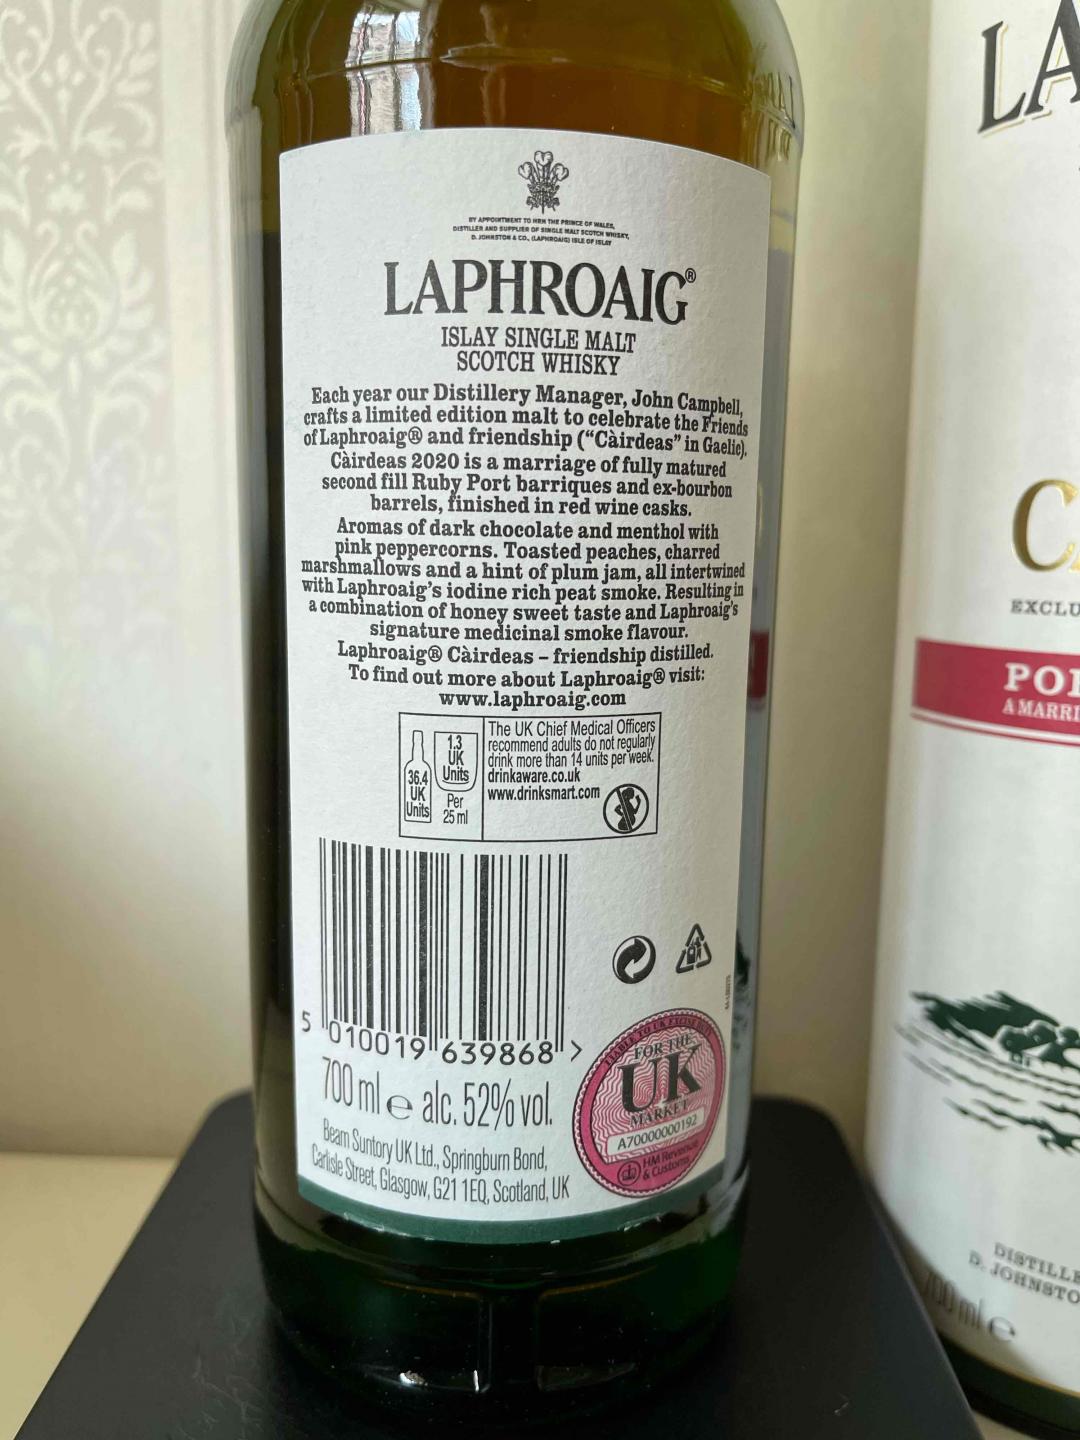 BY APPOINTMENT TO HRH THE PRINCE OF WALES,
DISTILLER AND SUPPLIER OF SINGLE MALT SCOTCH WHISKY,
D. JOHNSTON & CO., (LAPHROAIG) ISLE OF ISLAY
LAPHROAIG®
ISLAY SINGLE MALT
SCOTCH WHISKY
Each year our Distillery Manager, John Campbell,
crafts a limited edition malt to celebrate the Friends
of Laphroaig® and friendship (“Càirdeas” in Gaelic).
Càirdeas 2020 is a marriage of fully matured
second fill Ruby Port barriques and ex-bourbon
barrels, finished in red wine casks.
Aromas of dark chocolate and menthol with
pink peppercorns. Toasted peaches, charred
marshmallows and a hint of plum jam, all intertwined
with Laphroaig’s iodine rich peat smoke. Resulting in
a combination of honey sweet taste and Laphroaig’s
signature medicinal smoke flavour.
Laphroaig® Càirdeas – friendship distilled.
To find out more about Laphroaig® visit:
www.laphroaig.com
36.4
UK
Units
1.3
UK
Units
Per
25 ml
The UK Chief Medical Officers
recommend adults do not regularly
drink more than 14 units per week.
drinkaware.co.uk
www.drinksmart.com
5 010019 639868 >
700 ml e alc. 52% vol.
Beam Suntory UK Ltd., Springburn Bond,
Carlisle Street, Glasgow, G21 1EQ, Scotland, UK
LIABLE TO UK EXCISE DUTY
FOR THE
UK
MARKET
A70000000192
HM Revenue
& Customs
LA
CA
EXCLU
POR
A MARRI
DISTILLE
D. JOHNSTO
700 ml e